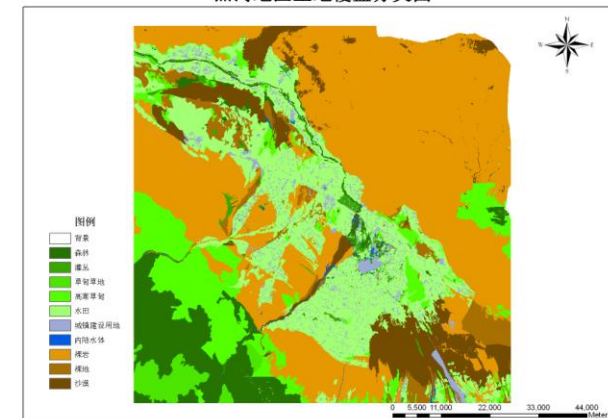 N
W
E
S
图例
背景
森林
灌丛
草甸草地
高寒草甸
水田
城镇建设用地
内陆水体
裸岩
裸地
沙漠
0 5,500 11,000 22,000 33,000 44,000
Meters